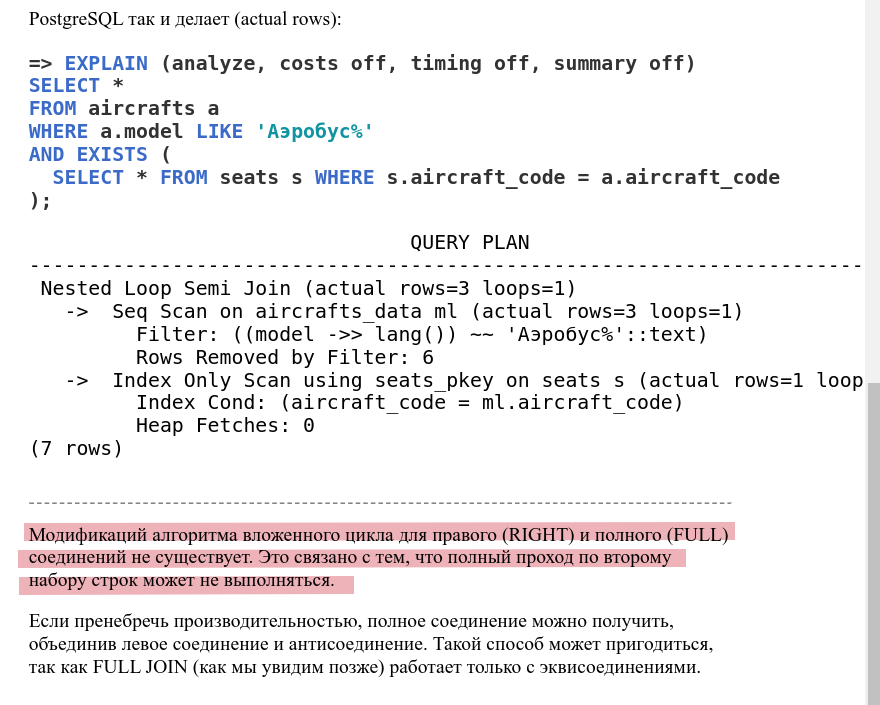 PostgreSQL так и делает (actual rows):
=> EXPLAIN (analyze, costs off, timing off, summary off)
SELECT *
FROM aircrafts a
WHERE a.model LIKE 'Аэробус%'
AND EXISTS (
  SELECT * FROM seats s WHERE s.aircraft_code = a.aircraft_code
);
QUERY PLAN
----------------------------------------------------------------------
 Nested Loop Semi Join (actual rows=3 loops=1)
   ->  Seq Scan on aircrafts_data ml (actual rows=3 loops=1)
         Filter: ((model ->> lang()) ~~ 'Аэробус%'::text)
         Rows Removed by Filter: 6
   ->  Index Only Scan using seats_pkey on seats s (actual rows=1 loop
         Index Cond: (aircraft_code = ml.aircraft_code)
         Heap Fetches: 0
(7 rows)
Модификаций алгоритма вложенного цикла для правого (RIGHT) и полного (FULL)
соединений не существует. Это связано с тем, что полный проход по второму
набору строк может не выполняться.
Если пренебречь производительностью, полное соединение можно получить,
объединив левое соединение и антисоединение. Такой способ может пригодиться,
так как FULL JOIN (как мы увидим позже) работает только с эквисоединениями.